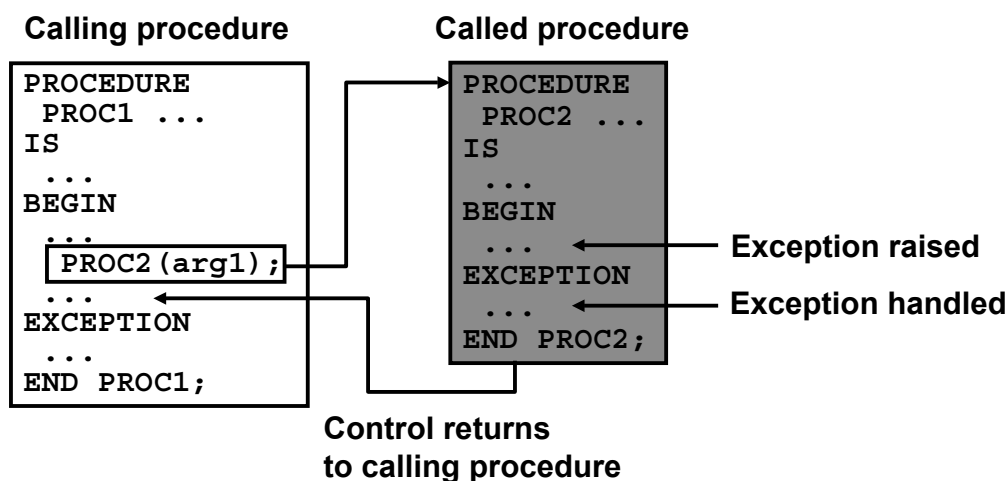 Calling procedure
PROCEDURE
PROC1 ...
IS
...
BEGIN
...
PROC2(arg1);
...
EXCEPTION
...
END PROC1;
Called procedure
PROCEDURE
PROC2 ...
IS
...
BEGIN
...
EXCEPTION
...
END PROC2;
Exception raised
Exception handled
Control returns
to calling procedure